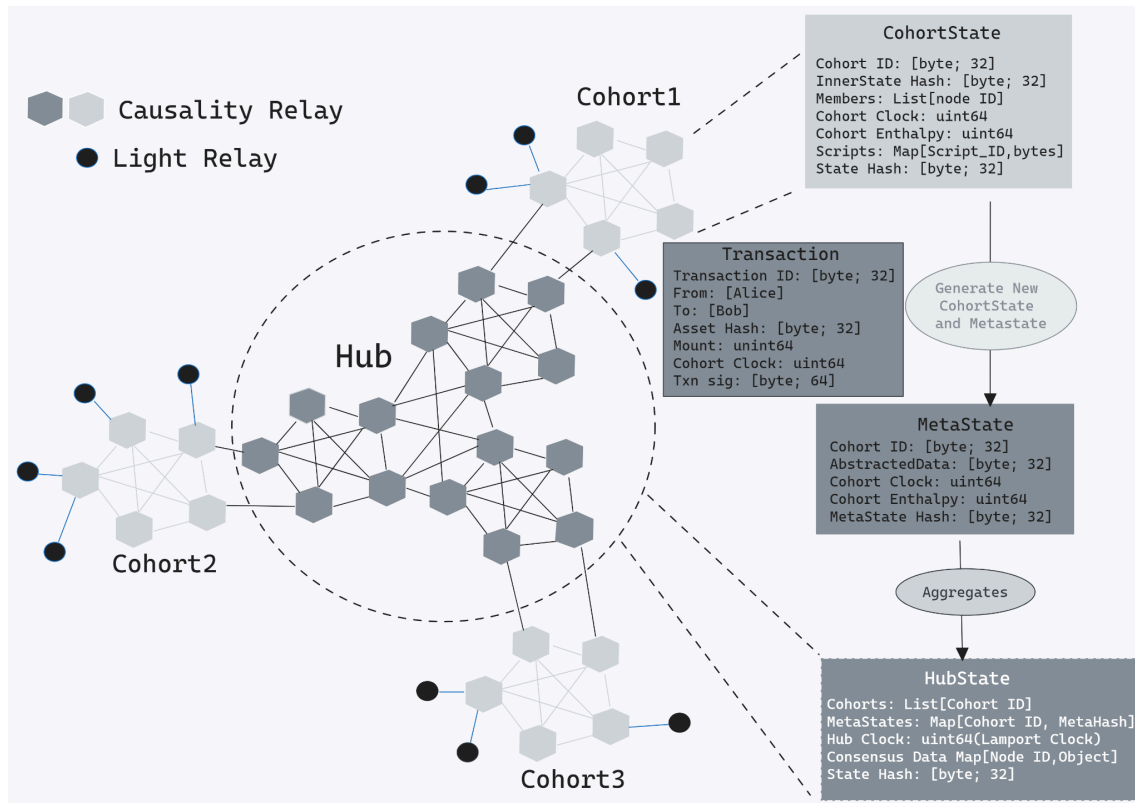 CohortState
Cohort ID: [byte; 32]
InnerState Hash: [byte; 32]
Members: List[node ID]
Cohort Clock: uint64
Cohort Enthalpy: uint64
Scripts: Map[Script_ID,bytes]
State Hash: [byte; 32]
Causality Relay
Light Relay
Cohort1
Transaction
Transaction ID: [byte; 32]
From: [Alice]
To: [Bob]
Asset Hash: [byte; 32]
Mount: unint64
Cohort Clock: uint64
Txn sig: [byte; 64]
Generate New
CohortState
and Metastate
Hub
MetaState
Cohort ID: [byte; 32]
AbstractedData: [byte; 32]
Cohort Clock: uint64
Cohort Enthalpy: uint64
MetaState Hash: [byte; 32]
Cohort2
Aggregates
HubState
Cohorts: List[Cohort ID]
MetaStates: Map[Cohort ID, MetaHash]
Hub Clock: uint64(Lamport Clock)
Consensus Data Map[Node ID,Object]
State Hash: [byte; 32]
Cohort3